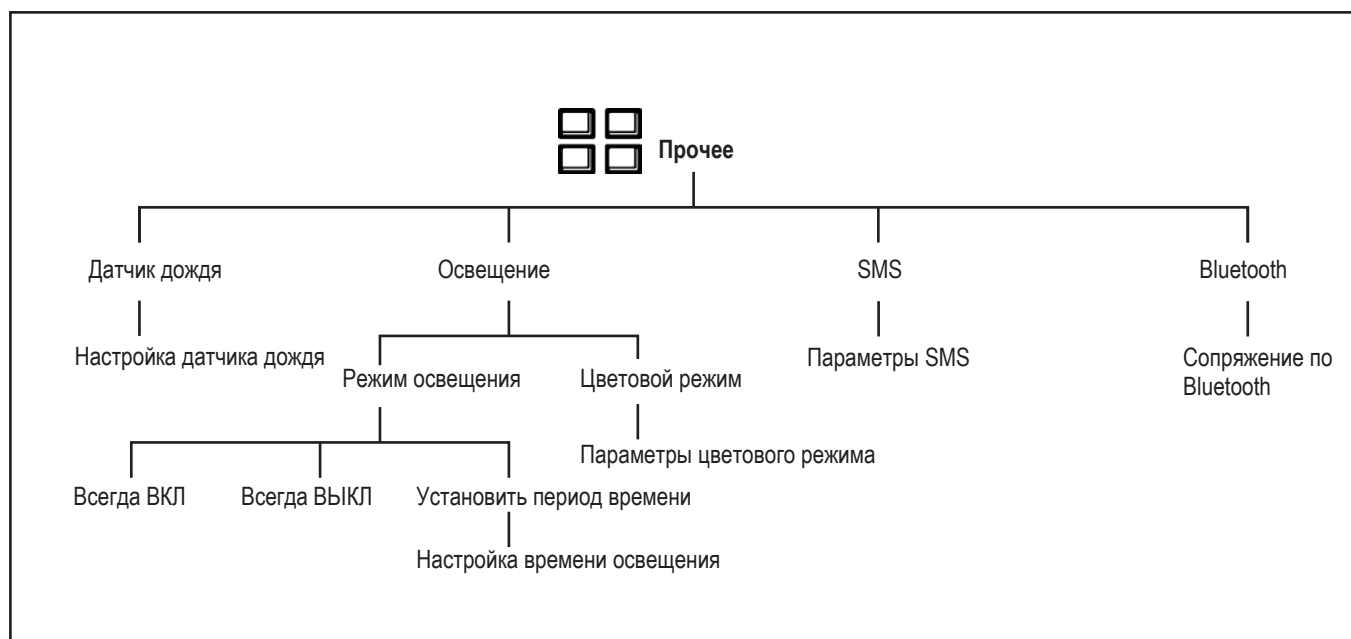 Прочее
Датчик дождя
Освещение
SMS
Bluetooth
Настройка датчика дождя
Режим освещения
Цветовой режим
Параметры SMS
Сопряжение по
Bluetooth
Параметры цветового режима
Всегда ВКЛ
Всегда ВЫКЛ
Установить период времени
Настройка времени освещения